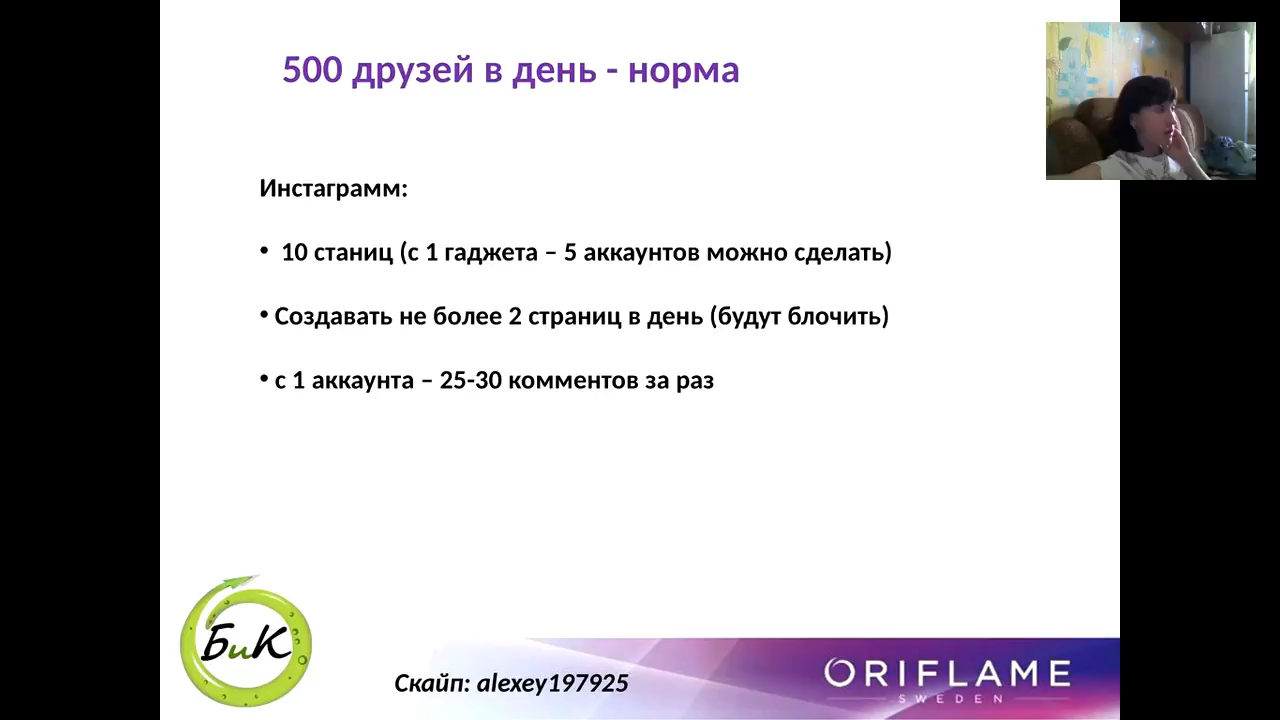 500 друзей в день - норма
Инстаграмм:
• 10 станиц (с 1 гаджета – 5 аккаунтов можно сделать)
• Создавать не более 2 страниц в день (будут блочить)
• с 1 аккаунта – 25-30 комментов за раз
БиК
Скайп: alexey197925
ORIFLAME
SWEDEN